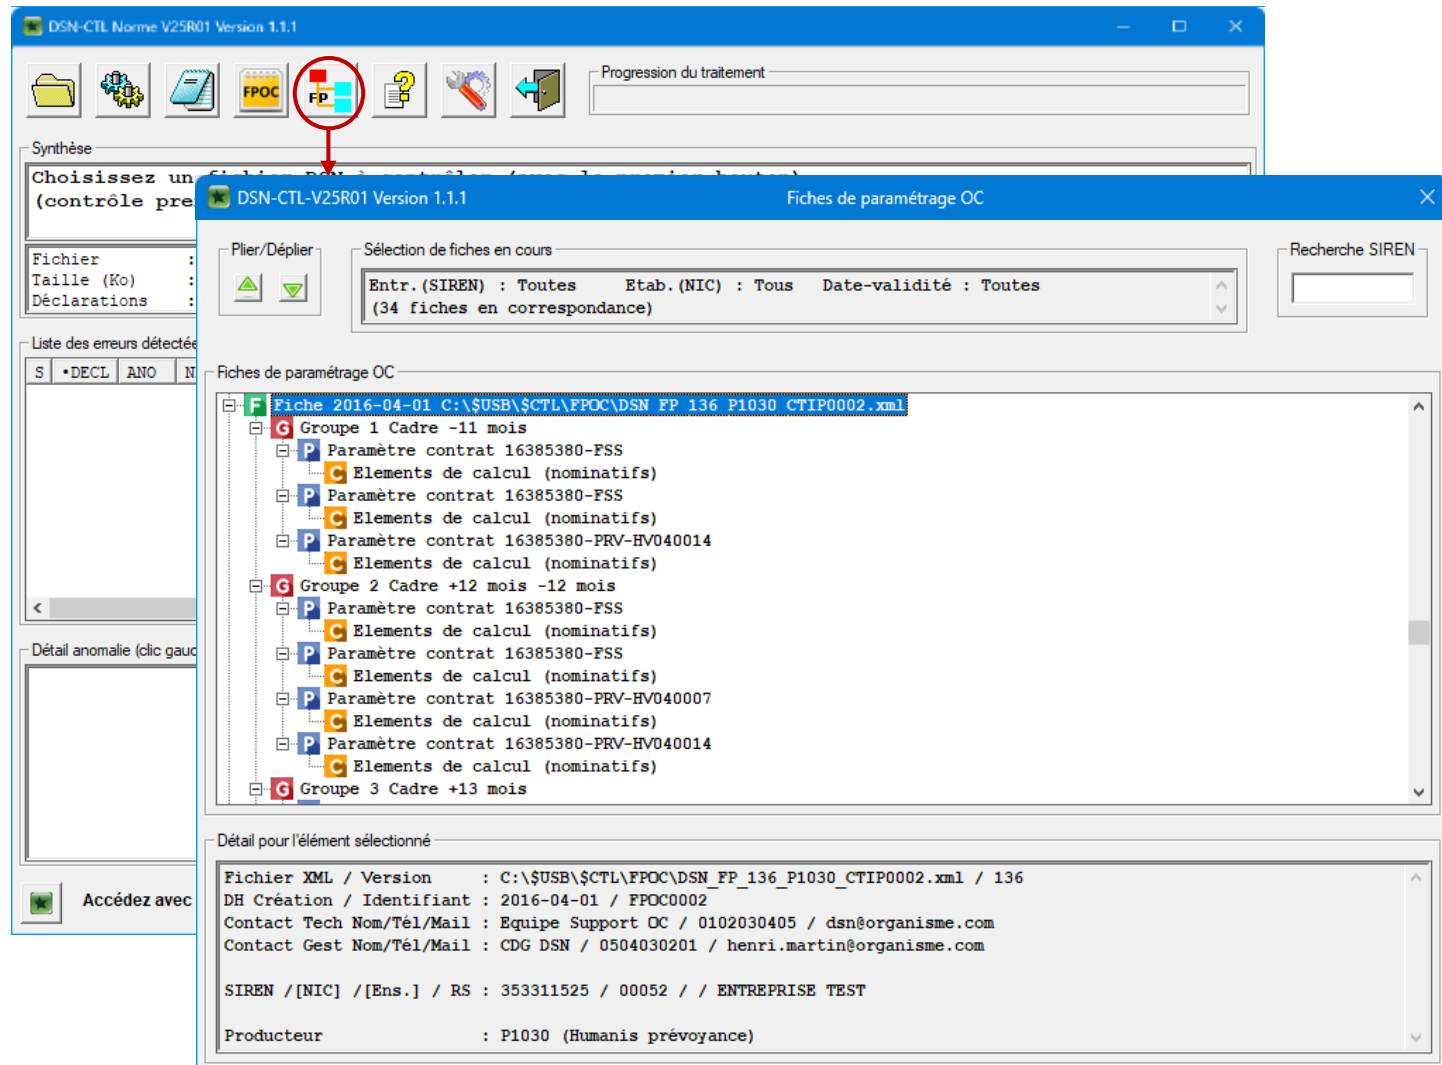 DSN-CTL Norme V25R01 Version 1.1.1
FPOC
FP
Progression du traitement
Synthèse
Choisissez un fichier DSN à contrôler (avec le premier bouton)
(contrôle pre
Fichier :
Taille (Ko) :
Déclarations :
Liste des erreurs détectée
S •DECL ANO N
Détail anomalie (clic gauc
Accédez avec
DSN-CTL-V25R01 Version 1.1.1 Fiches de paramétrage OC
Plier/Déplier
Sélection de fiches en cours
Entr.(SIREN) : Toutes Etab.(NIC) : Tous Date-validité : Toutes
(34 fiches en correspondance)
Recherche SIREN
Fiches de paramétrage OC
F Fiche 2016-04-01 C:\$USB\$CTL\FPOC\DSN_FP_136_P1030_CTIP0002.xml
G Groupe 1 Cadre -11 mois
P Paramètre contrat 16385380-FSS
C Elements de calcul (nominatifs)
P Paramètre contrat 16385380-FSS
C Elements de calcul (nominatifs)
P Paramètre contrat 16385380-PRV-HV040014
C Elements de calcul (nominatifs)
G Groupe 2 Cadre +12 mois -12 mois
P Paramètre contrat 16385380-FSS
C Elements de calcul (nominatifs)
P Paramètre contrat 16385380-FSS
C Elements de calcul (nominatifs)
P Paramètre contrat 16385380-PRV-HV040007
C Elements de calcul (nominatifs)
P Paramètre contrat 16385380-PRV-HV040014
C Elements de calcul (nominatifs)
G Groupe 3 Cadre +13 mois
Détail pour l'élément sélectionné
Fichier XML / Version : C:\$USB\$CTL\FPOC\DSN_FP_136_P1030_CTIP0002.xml / 136
DH Création / Identifiant : 2016-04-01 / FPOC0002
Contact Tech Nom/Tél/Mail : Equipe Support OC / 0102030405 / dsn@organisme.com
Contact Gest Nom/Tél/Mail : CDG DSN / 0504030201 / henri.martin@organisme.com
SIREN /[NIC] /[Ens.] / RS : 353311525 / 00052 / / ENTREPRISE TEST
Producteur : P1030 (Humanis prévoyance)